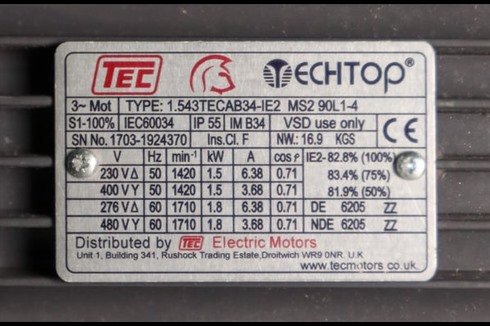 TEC TECHTOP®
3~ Mot TYPE: 1.543TECAB34-IE2 MS2 90L1-4
S1-100% IEC60034 IP 55 IM B34 VSD use only CE
SN No.1703-1924370 Ins.Cl. F NW.: 16.9 KGS
V Hz min-1 kW A cos φ IE2- 82.8% (100%)
230 V Δ 50 1420 1.5 6.38 0.71 83.4% (75%)
400 V Y 50 1420 1.5 3.68 0.71 81.9% (50%)
276 V Δ 60 1710 1.8 6.38 0.71 DE 6205 ZZ
480 V Y 60 1710 1.8 3.68 0.71 NDE 6205 ZZ
Distributed by TEC Electric Motors
Unit 1, Building 341, Rushock Trading Estate,Droitwich WR9 0NR. U.K
www.tecmotors.co.uk